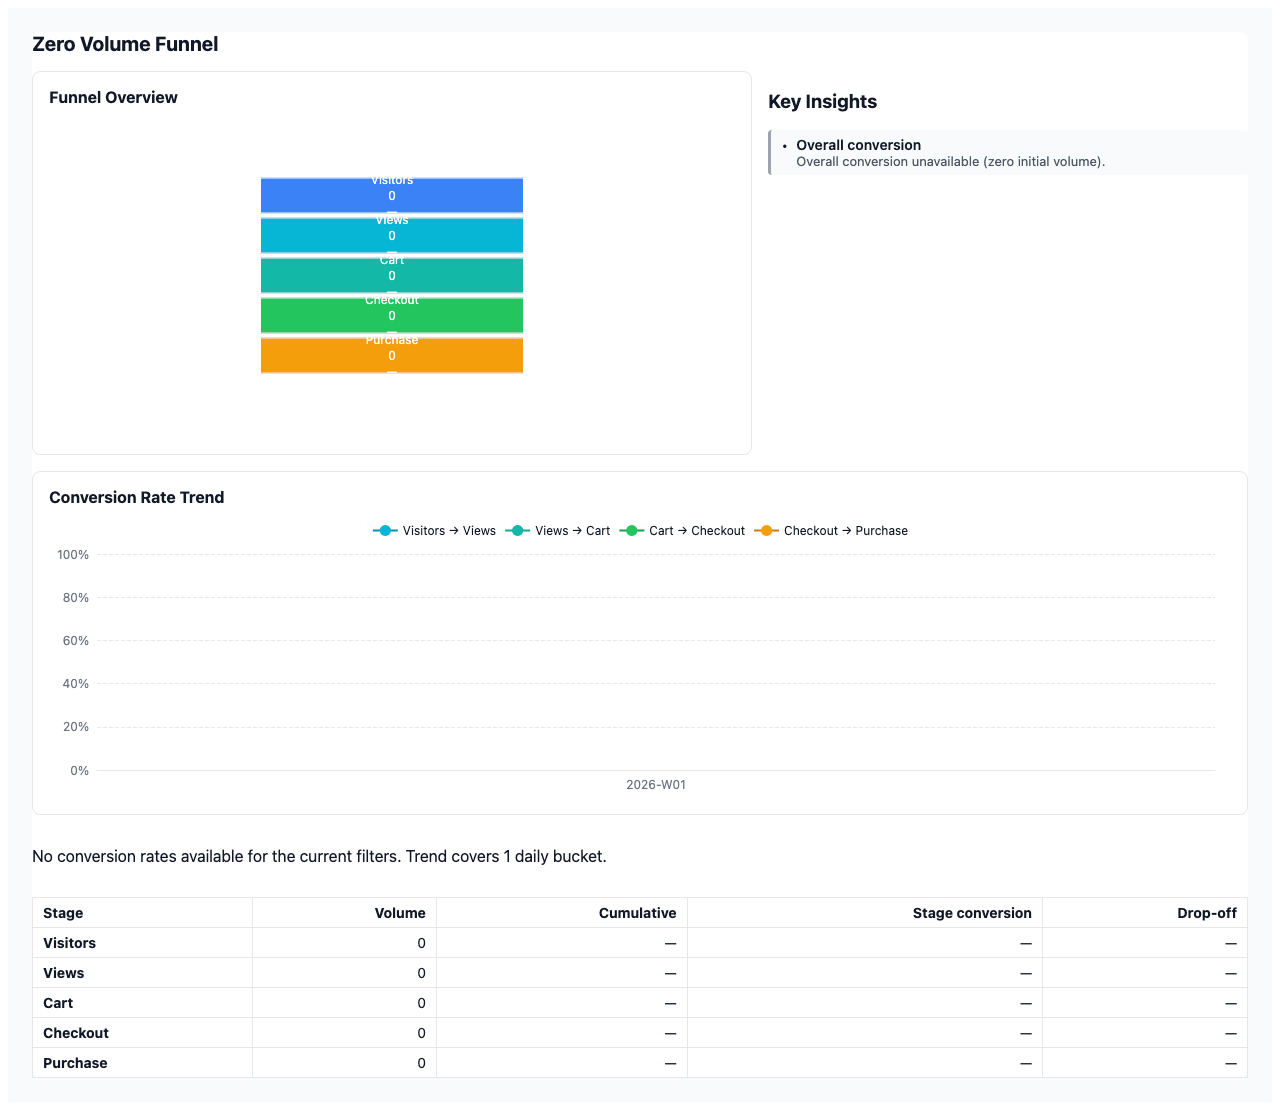 Zero Volume Funnel
Funnel Overview
Visitors
0
—
Views
0
—
Cart
0
—
Checkout
0
—
Purchase
0
—
Key Insights
• Overall conversion
Overall conversion unavailable (zero initial volume).
Conversion Rate Trend
Visitors → Views Views → Cart Cart → Checkout Checkout → Purchase
100%
80%
60%
40%
20%
0%
2026-W01
No conversion rates available for the current filters. Trend covers 1 daily bucket.
Stage Volume Cumulative Stage conversion Drop-off
Visitors 0 — — —
Views 0 — — —
Cart 0 — — —
Checkout 0 — — —
Purchase 0 — — —